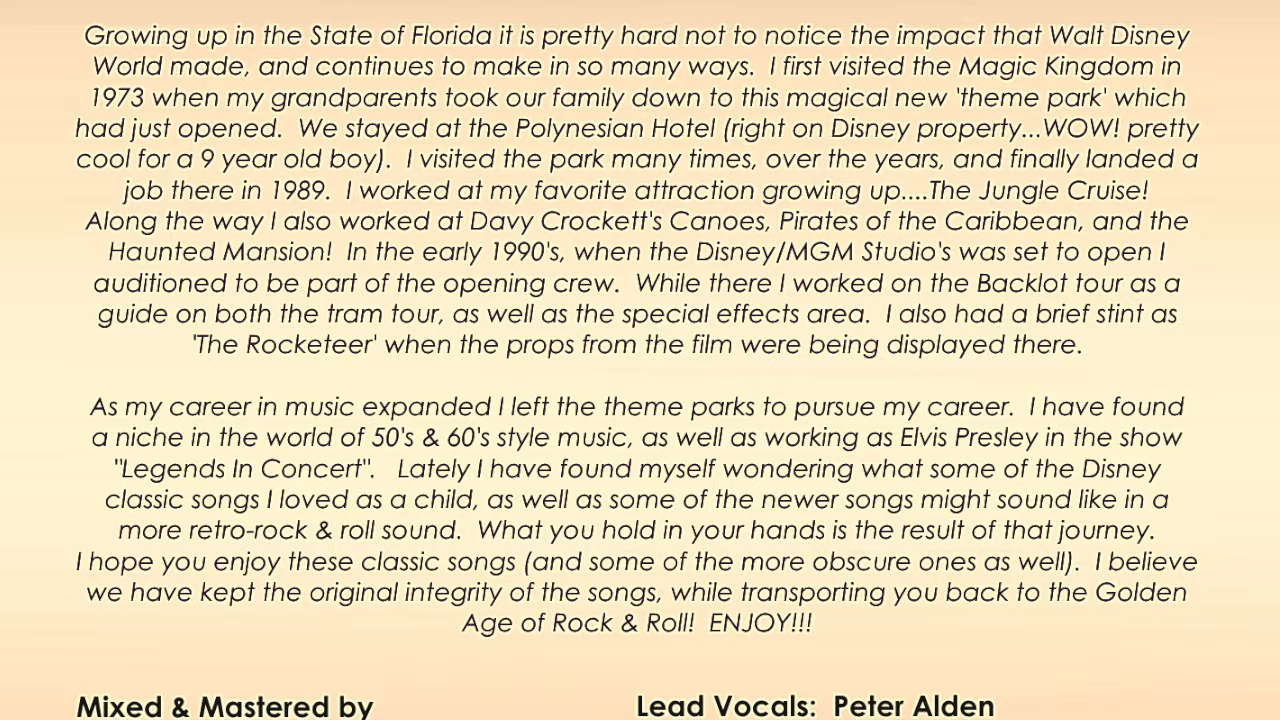 Growing up in the State of Florida it is pretty hard not to notice the impact that Walt Disney
World made, and continues to make in so many ways.  I first visited the Magic Kingdom in
1973 when my grandparents took our family down to this magical new 'theme park' which
had just opened.  We stayed at the Polynesian Hotel (right on Disney property...WOW! pretty
cool for a 9 year old boy).  I visited the park many times, over the years, and finally landed a
job there in 1989.  I worked at my favorite attraction growing up....The Jungle Cruise!
Along the way I also worked at Davy Crockett's Canoes, Pirates of the Caribbean, and the
Haunted Mansion!  In the early 1990's, when the Disney/MGM Studio's was set to open I
auditioned to be part of the opening crew.  While there I worked on the Backlot tour as a
guide on both the tram tour, as well as the special effects area.  I also had a brief stint as
'The Rocketeer' when the props from the film were being displayed there.
As my career in music expanded I left the theme parks to pursue my career.  I have found
a niche in the world of 50's & 60's style music, as well as working as Elvis Presley in the show
"Legends In Concert".   Lately I have found myself wondering what some of the Disney
classic songs I loved as a child, as well as some of the newer songs might sound like in a
more retro-rock & roll sound.  What you hold in your hands is the result of that journey.
I hope you enjoy these classic songs (and some of the more obscure ones as well).  I believe
we have kept the original integrity of the songs, while transporting you back to the Golden
Age of Rock & Roll!  ENJOY!!!
Mixed & Mastered by
Lead Vocals:  Peter Alden